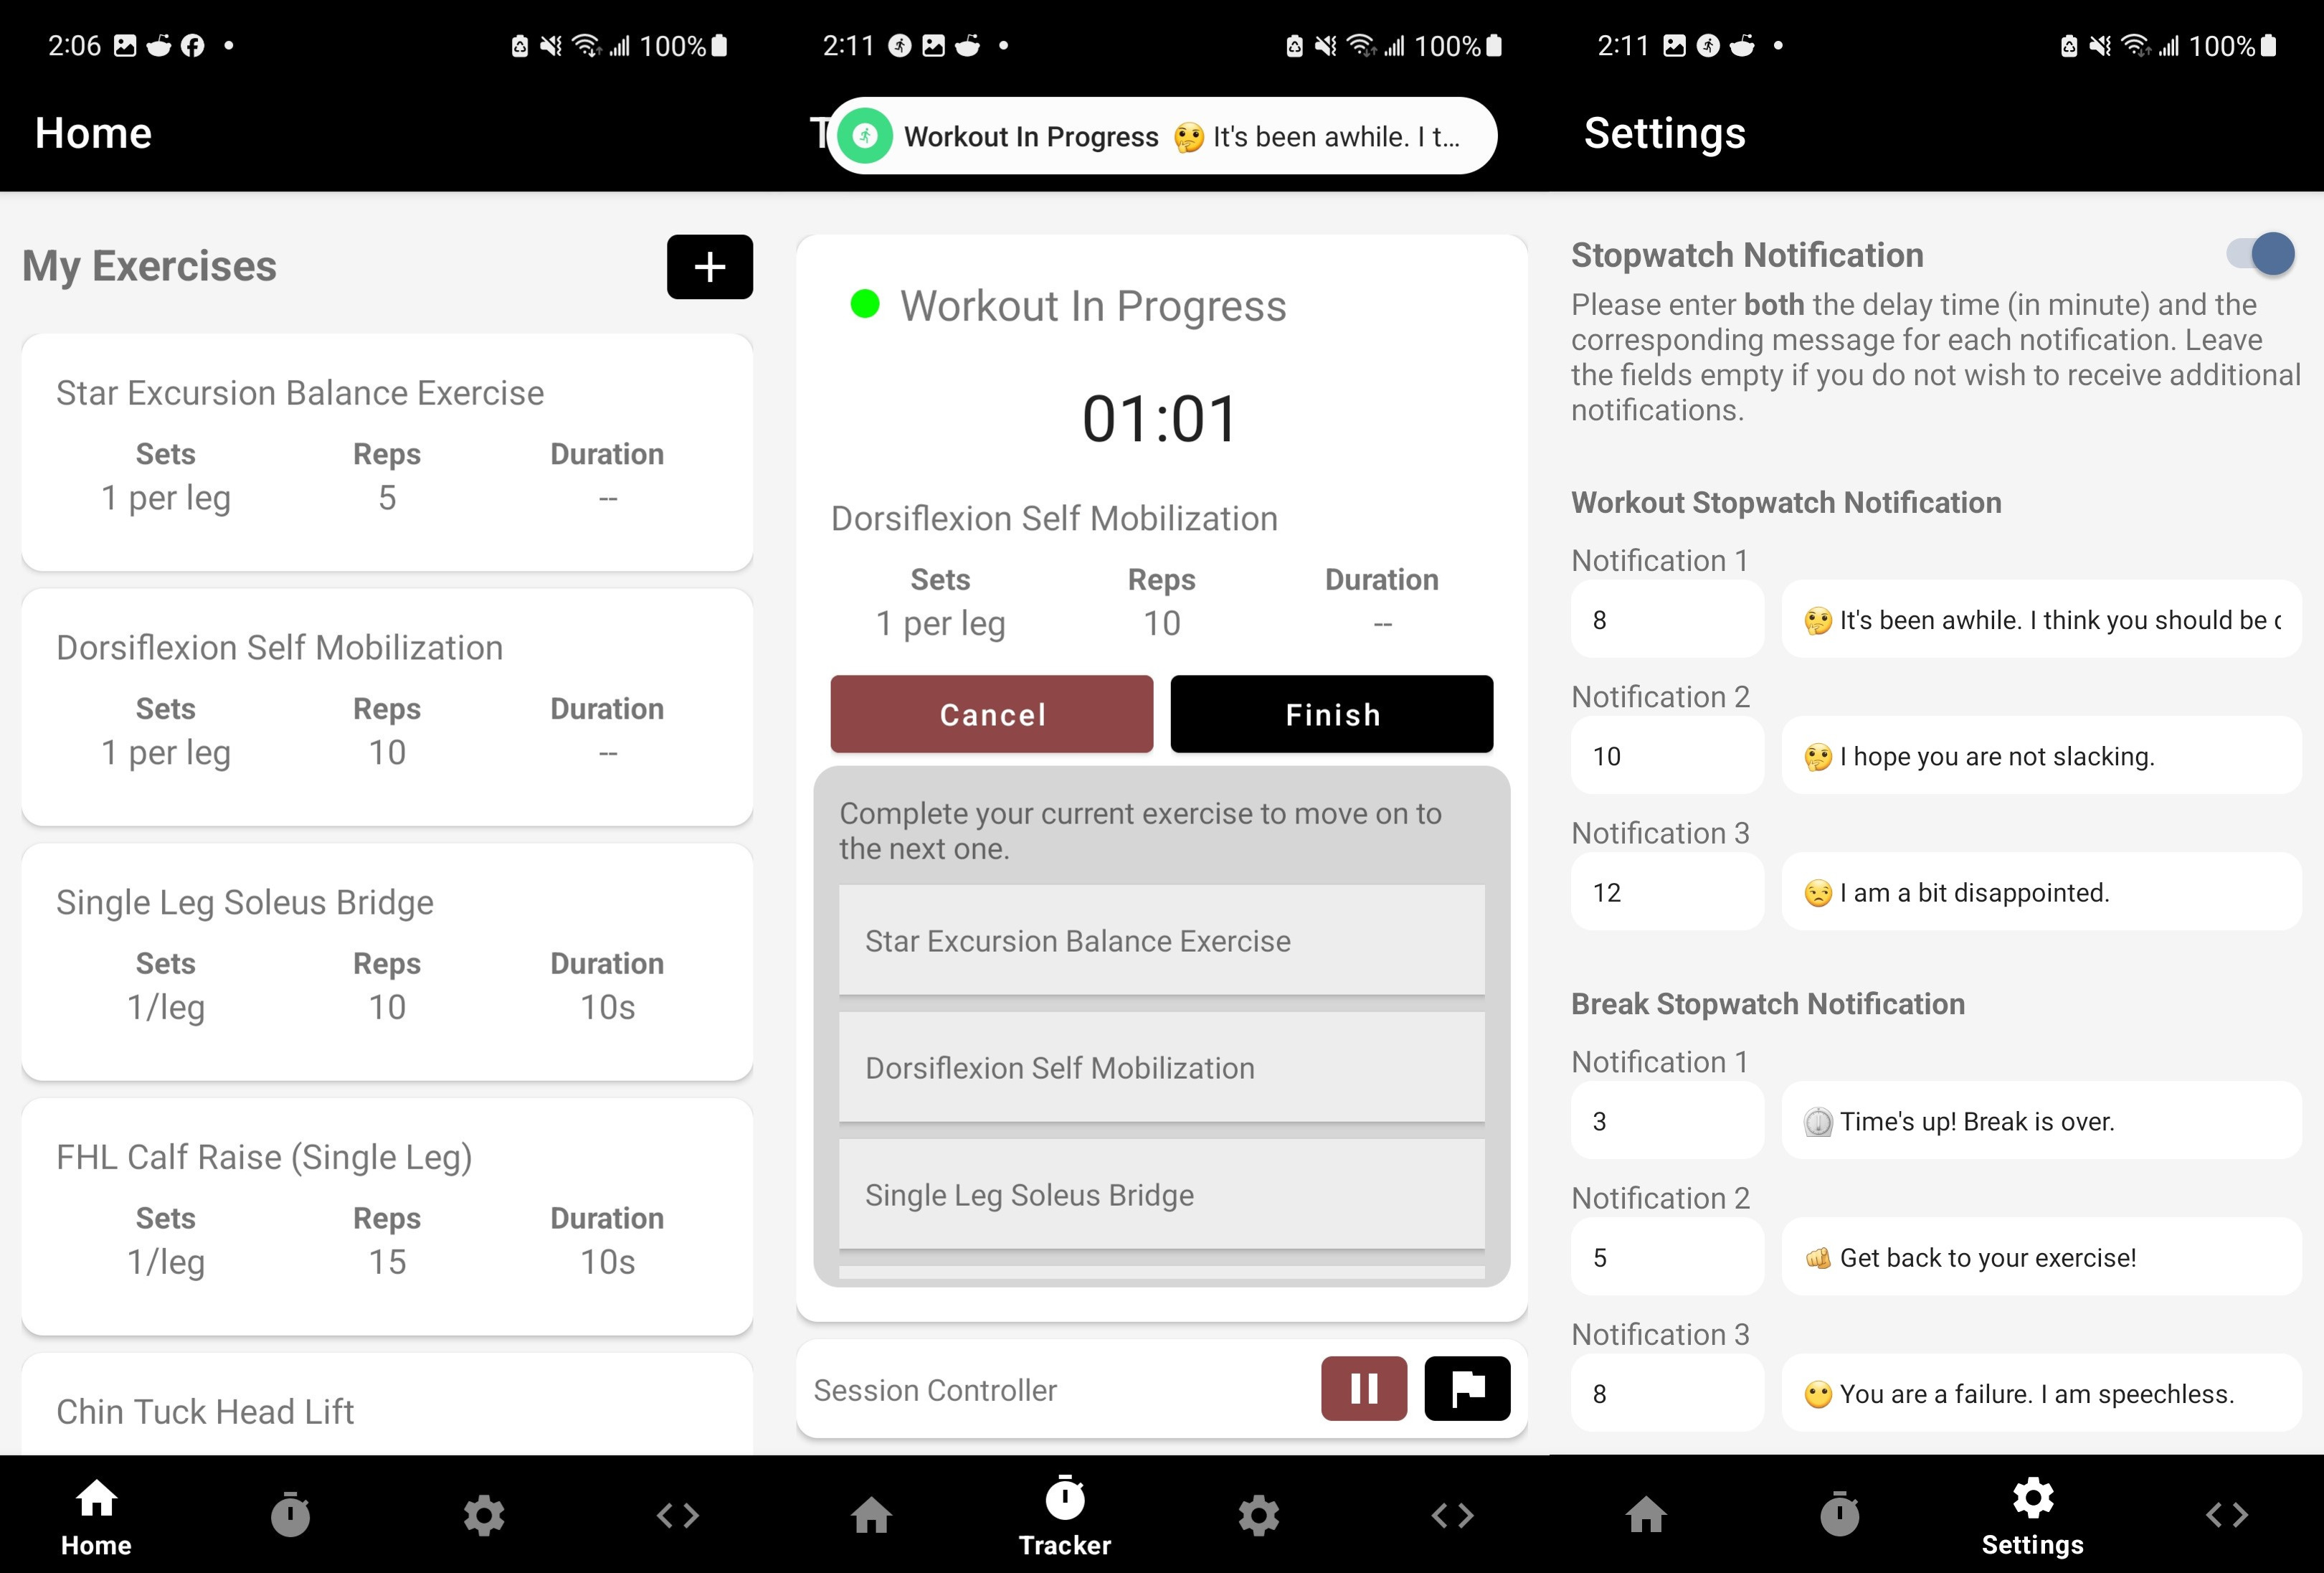 2:06
100%
Home
My Exercises
+
Star Excursion Balance Exercise
Sets Reps Duration
1 per leg 5 --
Dorsiflexion Self Mobilization
Sets Reps Duration
1 per leg 10 --
Single Leg Soleus Bridge
Sets Reps Duration
1/leg 10 10s
FHL Calf Raise (Single Leg)
Sets Reps Duration
1/leg 15 10s
Chin Tuck Head Lift
Home
2:11
100%
T
Workout In Progress 🤔 It's been awhile. I t...
Workout In Progress
01:01
Dorsiflexion Self Mobilization
Sets Reps Duration
1 per leg 10 --
Cancel Finish
Complete your current exercise to move on to
the next one.
Star Excursion Balance Exercise
Dorsiflexion Self Mobilization
Single Leg Soleus Bridge
Session Controller
Tracker
2:11
100%
Settings
Stopwatch Notification
Please enter both the delay time (in minute) and the
corresponding message for each notification. Leave
the fields empty if you do not wish to receive additional
notifications.
Workout Stopwatch Notification
Notification 1
8 🤔 It's been awhile. I think you should be
Notification 2
10 🤔 I hope you are not slacking.
Notification 3
12 😒 I am a bit disappointed.
Break Stopwatch Notification
Notification 1
3 ⏲ Time's up! Break is over.
Notification 2
5 🫵 Get back to your exercise!
Notification 3
8 😶 You are a failure. I am speechless.
Settings